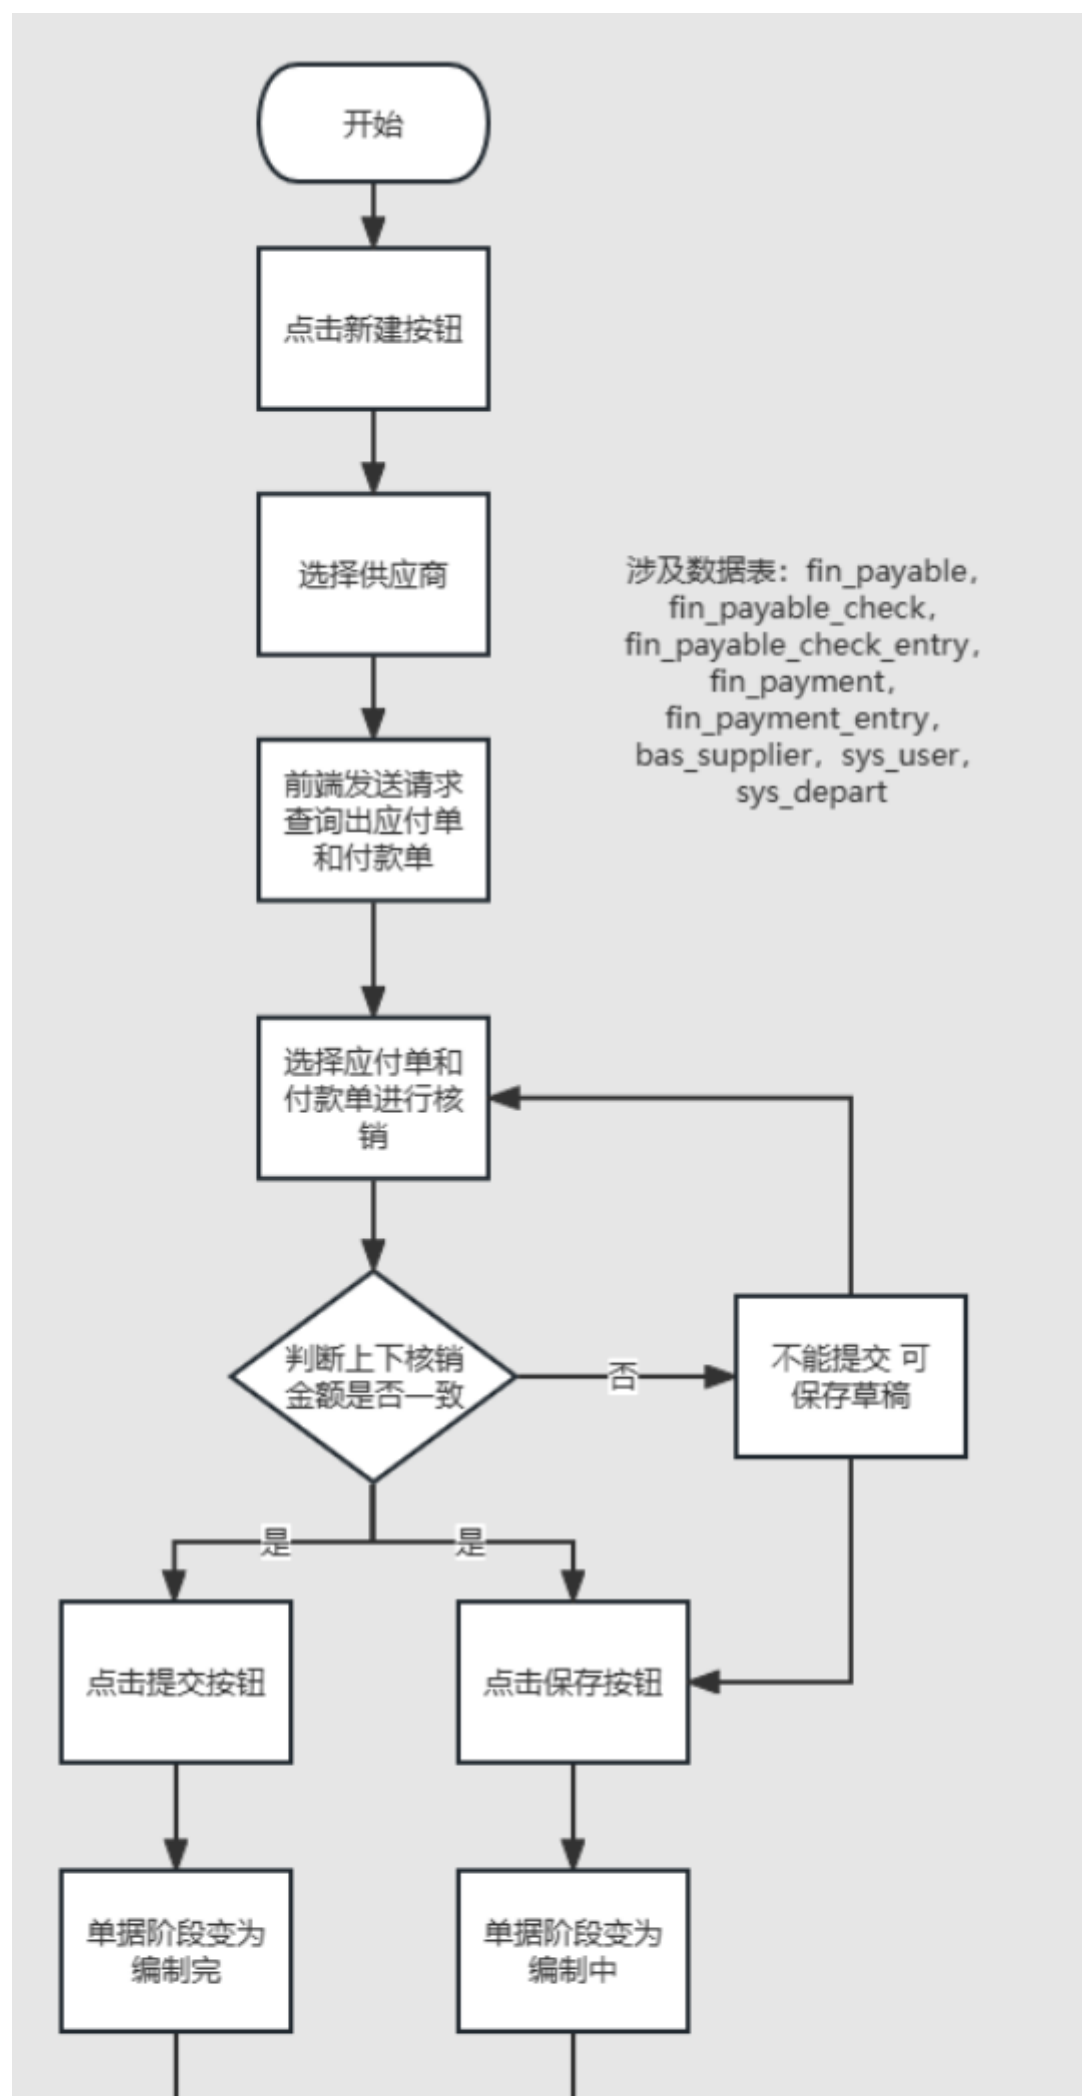 开始
点击新建按钮
选择供应商
涉及数据表：fin_payable，
fin_payable_check，
fin_payable_check_entry，
fin_payment，
fin_payment_entry，
bas_supplier，sys_user，
sys_depart
前端发送请求
查询出应付单
和付款单
选择应付单和
付款单进行核
销
判断上下核销
金额是否一致
否
不能提交 可
保存草稿
是
是
点击提交按钮
点击保存按钮
单据阶段变为
编制完
单据阶段变为
编制中